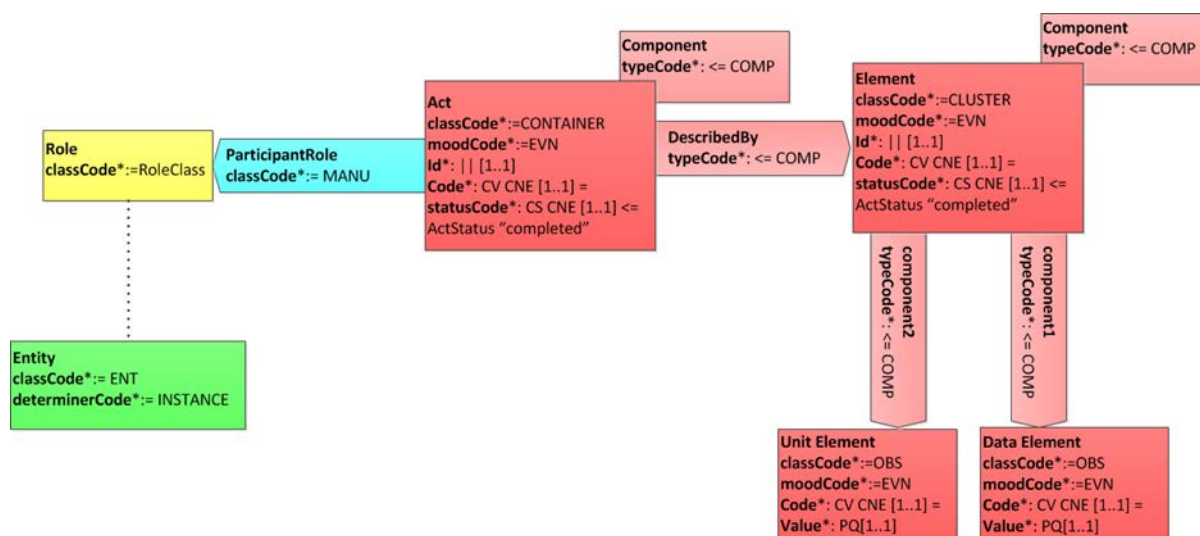 Component
typeCode*: <= COMP
Component
typeCode*: <= COMP
Act
classCode*:=CONTAINER
moodCode*:=EVN
Id*: || [1..1]
Code*: CV CNE [1..1] =
statusCode*: CS CNE [1..1] <=
ActStatus “completed”
Element
classCode*:=CLUSTER
moodCode*:=EVN
Id*: || [1..1]
Code*: CV CNE [1..1] =
statusCode*: CS CNE [1..1] <=
ActStatus “completed”
DescribedBy
typeCode*: <= COMP
Role
classCode*:=RoleClass
ParticipantRole
classCode*:= MANU
component2
typeCode*: <= COMP
component1
typeCode*: <= COMP
Entity
classCode*:= ENT
determinerCode*:= INSTANCE
Unit Element
classCode*:=OBS
moodCode*:=EVN
Code*: CV CNE [1..1] =
Value*: PQ[1..1]
Data Element
classCode*:=OBS
moodCode*:=EVN
Code*: CV CNE [1..1] =
Value*: PQ[1..1]